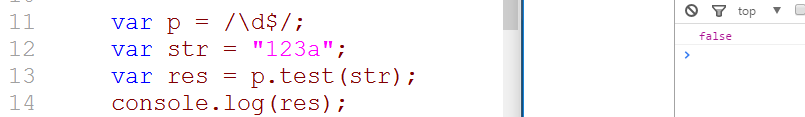 11 var p = /\d$/;
12 var str = "123a";
13 var res = p.test(str);
14 console.log(res);
top
false